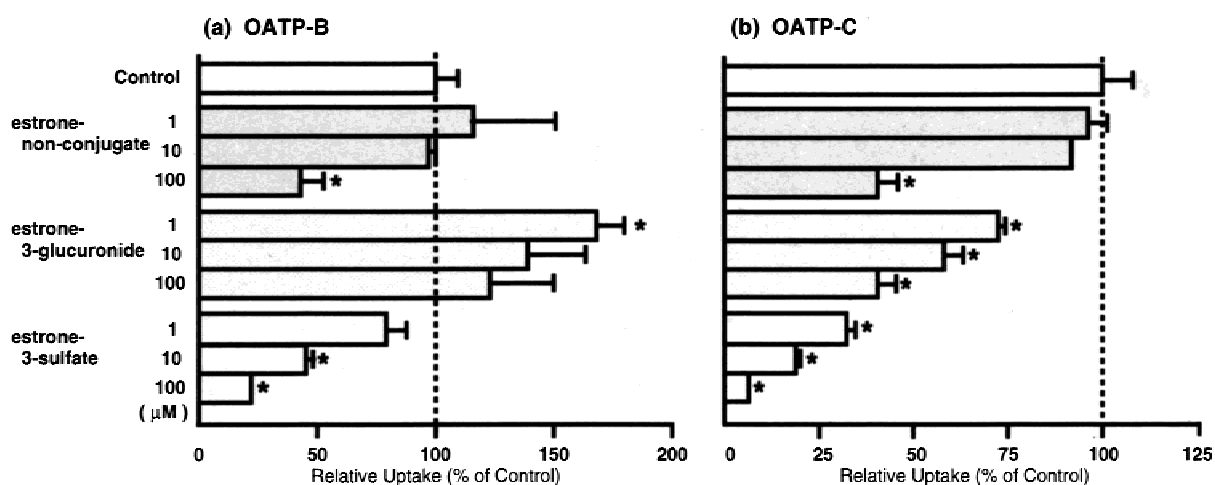 (a) OATP-B
(b) OATP-C
Control
estrone-
non-conjugate
1
10
100
*
*
estrone-
3-glucuronide
1
10
100
*
*
*
*
estrone-
3-sulfate
1
10
100
( μM )
*
*
*
*
*
0 50 100 150 200
Relative Uptake (% of Control)
0 25 50 75 100 125
Relative Uptake (% of Control)